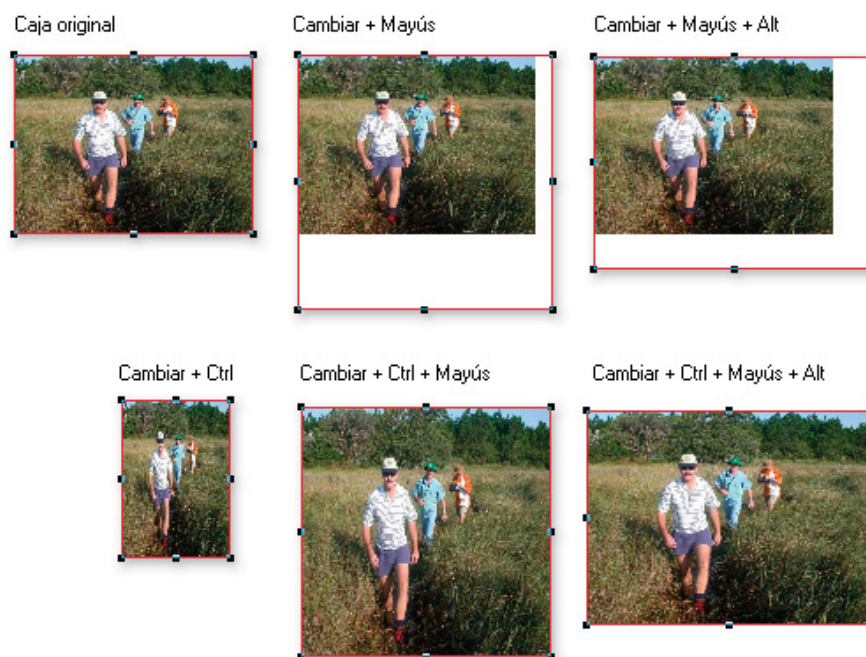 Caja original
Cambiar + Mayús
Cambiar + Mayús + Alt
Cambiar + Ctrl
Cambiar + Ctrl + Mayús
Cambiar + Ctrl + Mayús + Alt